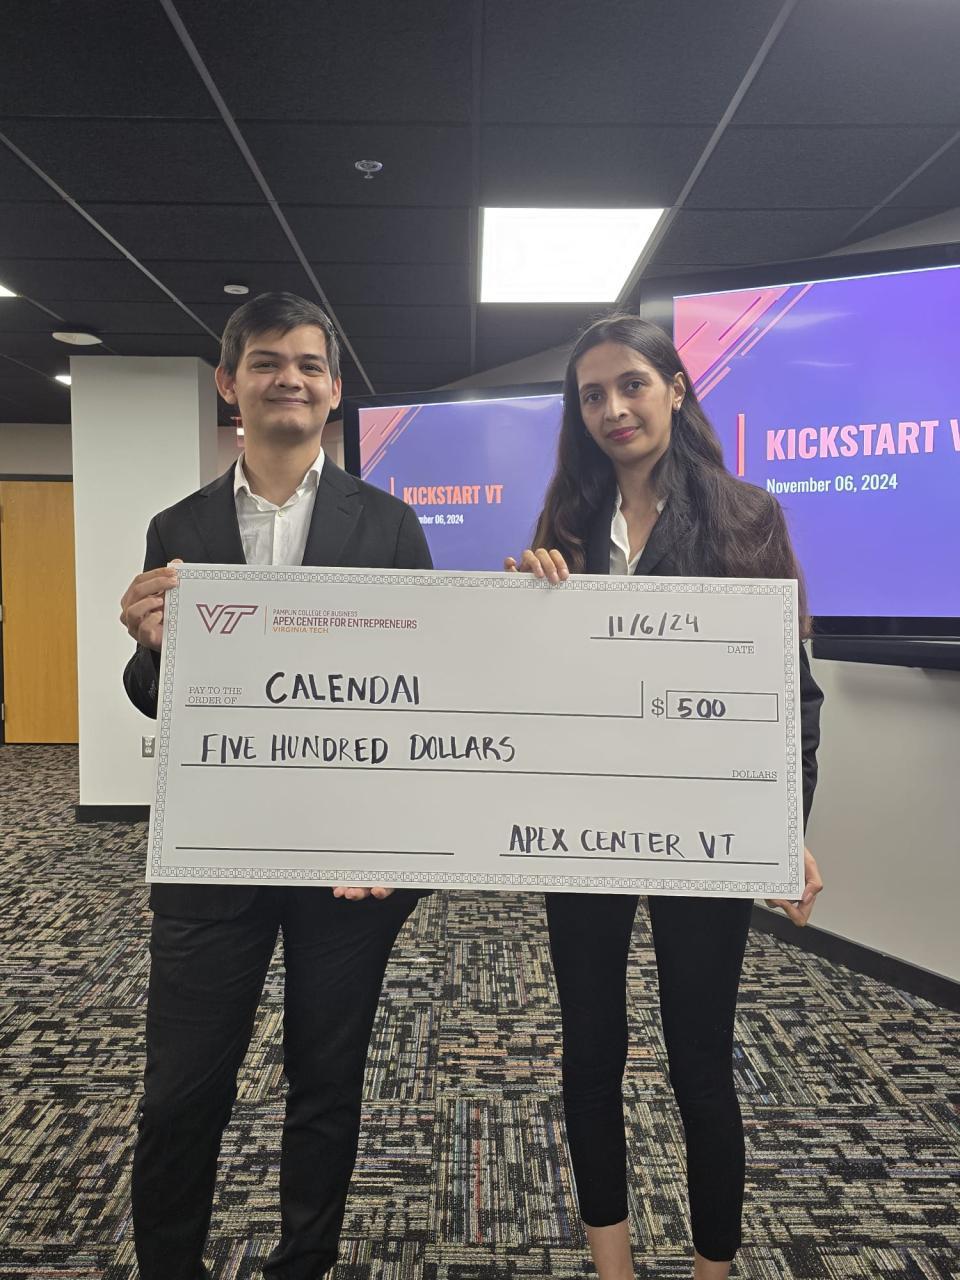 KICKSTART VT
mber 06, 2024
KICKSTART V
November 06, 2024
VT
PAMPLIN COLLEGE OF BUSINESS
APEX CENTER FOR ENTREPRENEURS
VIRGINIA TECH
11/6/24
DATE
PAY TO THE
ORDER OF
CALENDAI
$ 500
FIVE HUNDRED DOLLARS
DOLLARS
APEX CENTER VT